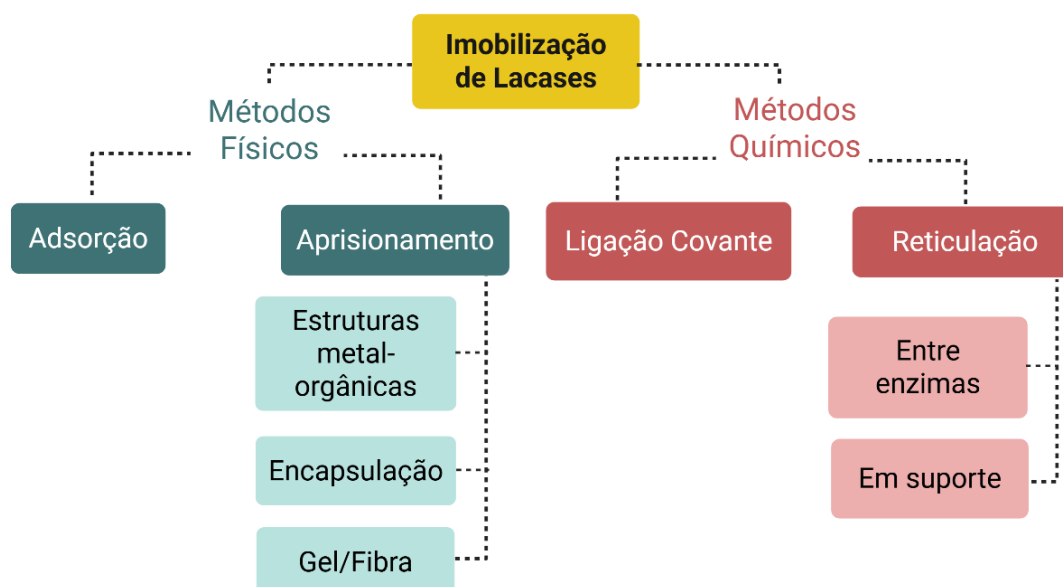 Imobilização
de Lacases
Métodos
Físicos
Métodos
Químicos
Adsorção
Aprisionamento
Ligação Covante
Reticulação
Estruturas
metal-
orgânicas
Encapsulação
Gel/Fibra
Entre
enzimas
Em suporte